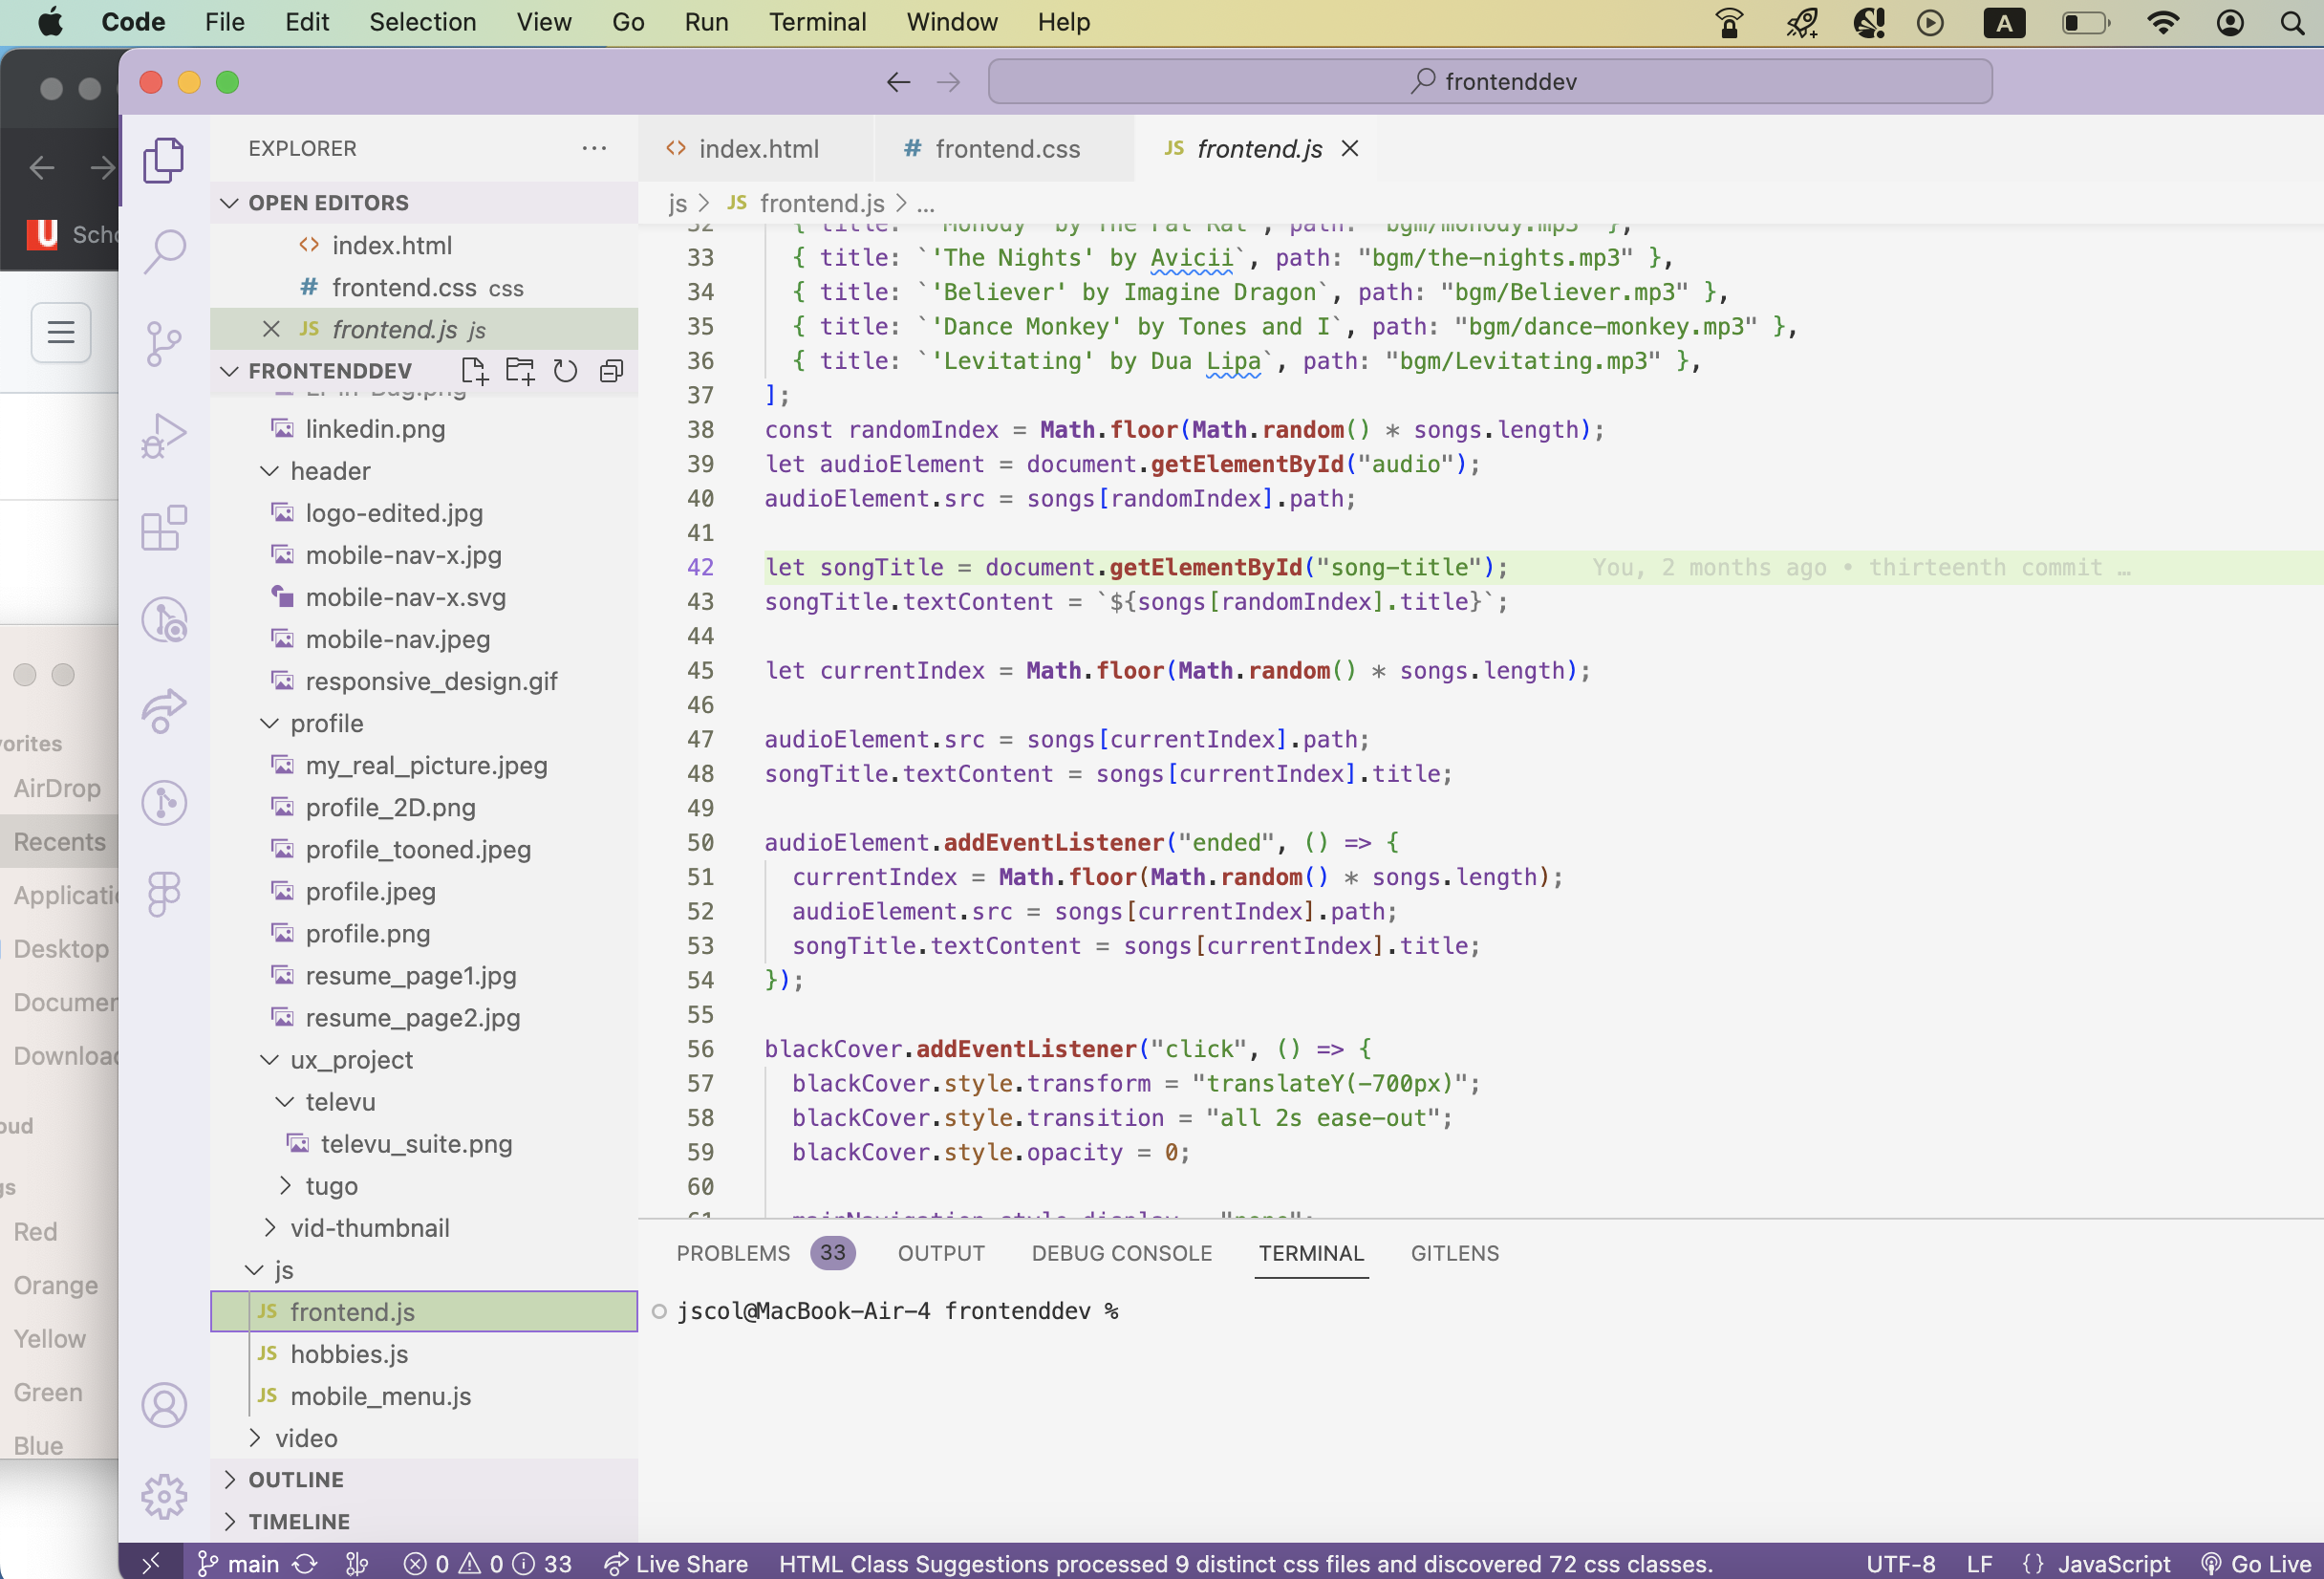 Code File Edit Selection View Go Run Terminal Window Help A
frontenddev
EXPLORER
OPEN EDITORS
index.html
frontend.css css
frontend.js js
FRONTENDDEV
linkedin.png
header
logo-edited.jpg
mobile-nav-x.jpg
mobile-nav-x.svg
mobile-nav.jpeg
responsive_design.gif
profile
my_real_picture.jpeg
profile_2D.png
profile_tooned.jpeg
profile.jpeg
profile.png
resume_page1.jpg
resume_page2.jpg
ux_project
televu
televu_suite.png
tugo
vid-thumbnail
js
JS frontend.js
JS hobbies.js
JS mobile_menu.js
video
OUTLINE
TIMELINE
<> index.html # frontend.css JS frontend.js
js > JS frontend.js > ...
33 { title: `'The Nights' by Avicii`, path: "bgm/the-nights.mp3" },
34 { title: `'Believer' by Imagine Dragon`, path: "bgm/Believer.mp3" },
35 { title: `'Dance Monkey' by Tones and I`, path: "bgm/dance-monkey.mp3" },
36 { title: `'Levitating' by Dua Lipa`, path: "bgm/Levitating.mp3" },
37 ];
38 const randomIndex = Math.floor(Math.random() * songs.length);
39 let audioElement = document.getElementById("audio");
40 audioElement.src = songs[randomIndex].path;
41
42 let songTitle = document.getElementById("song-title"); You, 2 months ago • thirteenth commit …
43 songTitle.textContent = `${songs[randomIndex].title}`;
44
45 let currentIndex = Math.floor(Math.random() * songs.length);
46
47 audioElement.src = songs[currentIndex].path;
48 songTitle.textContent = songs[currentIndex].title;
49
50 audioElement.addEventListener("ended", () => {
51 currentIndex = Math.floor(Math.random() * songs.length);
52 audioElement.src = songs[currentIndex].path;
53 songTitle.textContent = songs[currentIndex].title;
54 });
55
56 blackCover.addEventListener("click", () => {
57 blackCover.style.transform = "translateY(-700px)";
58 blackCover.style.transition = "all 2s ease-out";
59 blackCover.style.opacity = 0;
60
PROBLEMS 33 OUTPUT DEBUG CONSOLE TERMINAL GITLENS
jscol@MacBook-Air-4 frontenddev %
main 0 0 33 Live Share HTML Class Suggestions processed 9 distinct css files and discovered 72 css classes. UTF-8 LF {} JavaScript Go Live
AirDrop
Recents
Desktop
Red
Orange
Yellow
Green
Blue